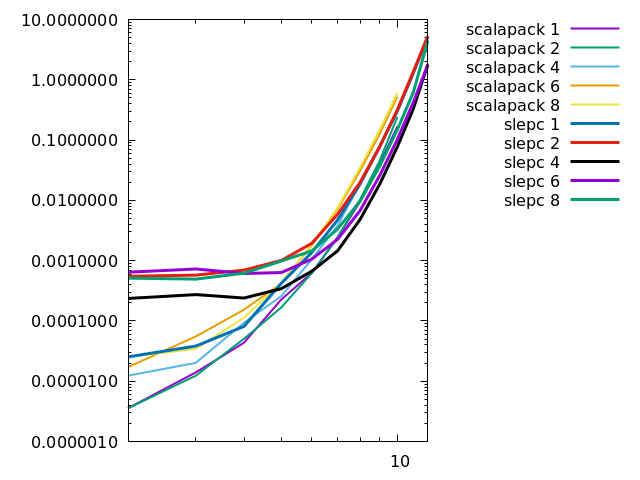 10.0000000
1.0000000
0.1000000
0.0100000
0.0010000
0.0001000
0.0000100
0.0000010
10
scalapack 1
scalapack 2
scalapack 4
scalapack 6
scalapack 8
slepc 1
slepc 2
slepc 4
slepc 6
slepc 8